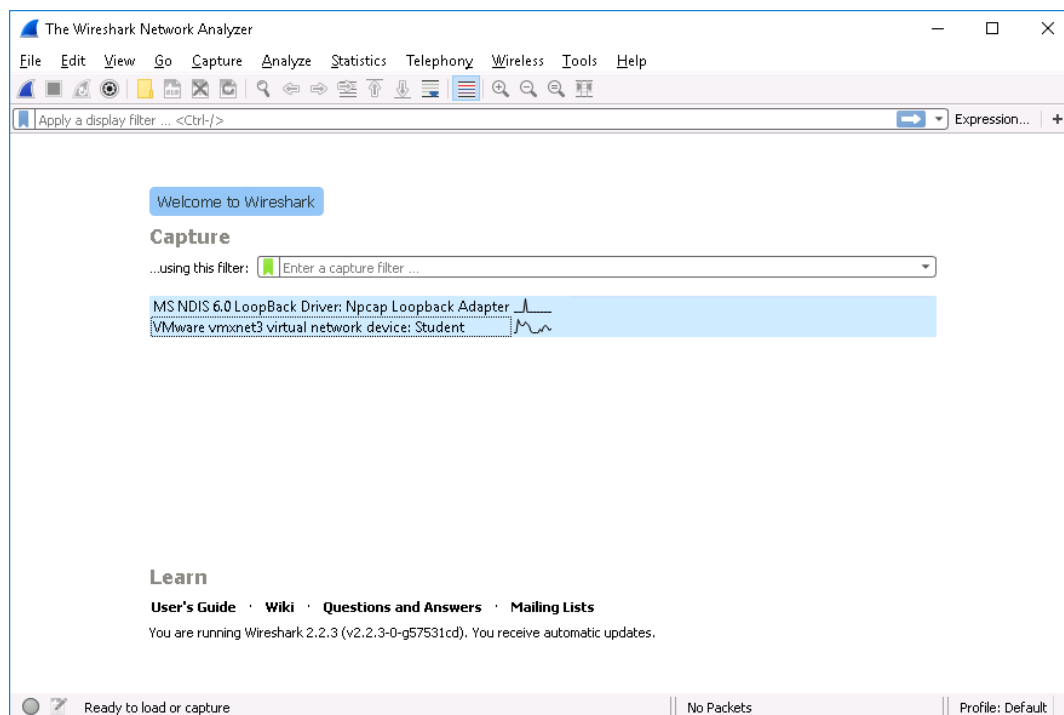 The Wireshark Network Analyzer
File Edit View Go Capture Analyze Statistics Telephony Wireless Tools Help
Apply a display filter ... <Ctrl-/> Expression... +
Welcome to Wireshark
Capture
...using this filter: Enter a capture filter ...
MS NDIS 6.0 LoopBack Driver: Npcap Loopback Adapter
VMware vmxnet3 virtual network device: Student
Learn
User's Guide · Wiki · Questions and Answers · Mailing Lists
You are running Wireshark 2.2.3 (v2.2.3-0-g57531cd). You receive automatic updates.
Ready to load or capture No Packets Profile: Default